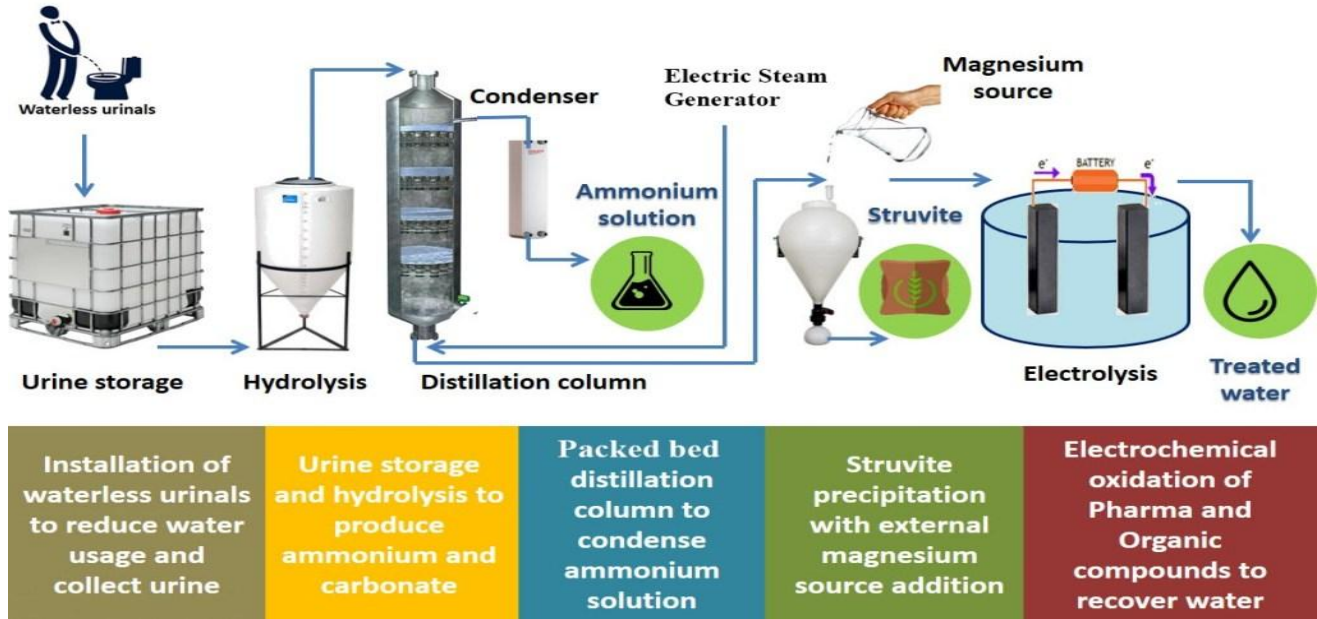 Waterless urinals
Condenser
Electric Steam
Generator
Magnesium
source
Ammonium
solution
Struvite
e-
BATTERY
e-
Urine storage
Hydrolysis
Distillation column
Electrolysis
Treated
water
Installation of
waterless urinals
to reduce water
usage and
collect urine
Urine storage
and hydrolysis to
produce
ammonium and
carbonate
Packed bed
distillation
column to
condense
ammonium
solution
Struvite
precipitation
with external
magnesium
source addition
Electrochemical
oxidation of
Pharma and
Organic
compounds to
recover water